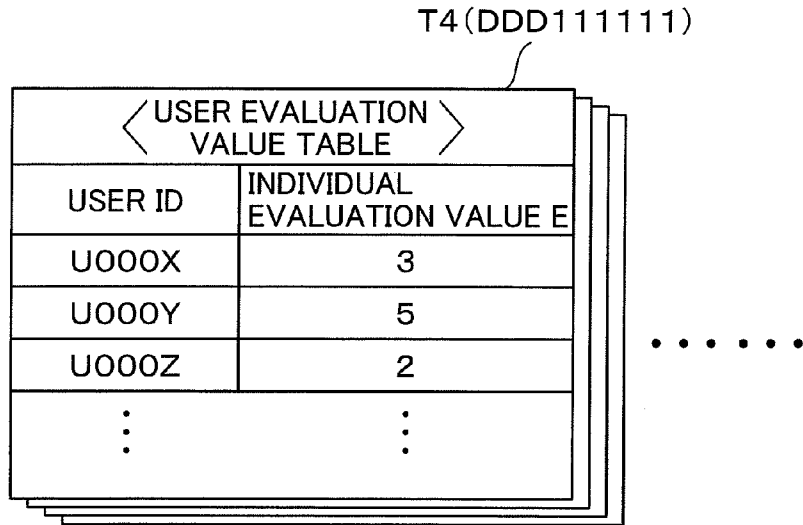 T4(DDD111111)
〈USER EVALUATION
VALUE TABLE〉
USER ID
INDIVIDUAL
EVALUATION VALUE E
U000X 3
U000Y 5
U000Z 2
⋮ ⋮
⋯⋯